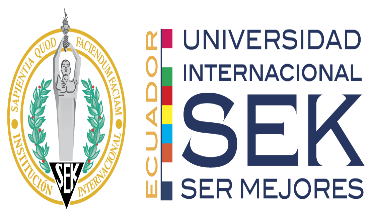 SAPIENTIA QUOD FACIENDUM FACIAM
INSTITUCIÓN INTERNACIONAL
SEK
ECUADOR
UNIVERSIDAD
INTERNACIONAL
SEK
SER MEJORES